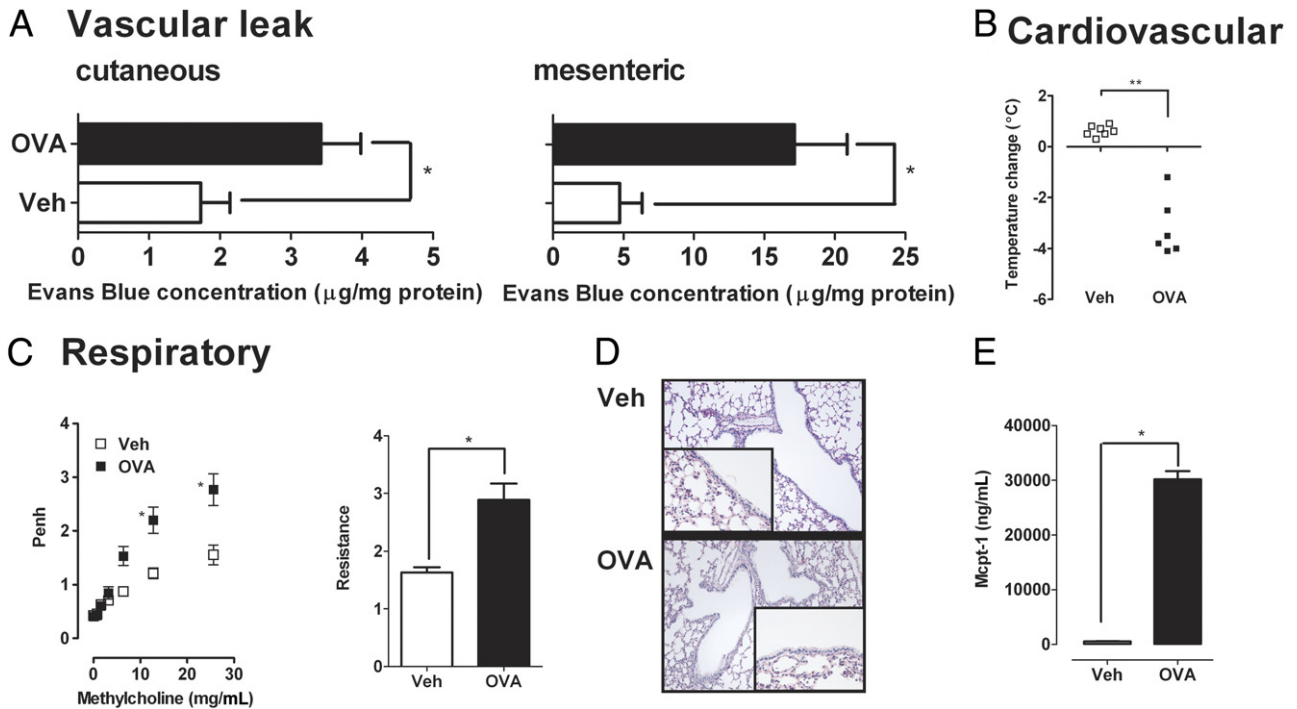 A Vascular leak
cutaneous
OVA
Veh
0 1 2 3 4 5
Evans Blue concentration (μg/mg protein)
mesenteric
*
*
0 5 10 15 20 25
Evans Blue concentration (μg/mg protein)
B Cardiovascular
**
Temperature change (°C)
2
0
-2
-4
-6
Veh OVA
C Respiratory
Penh
4
3
2
1
0
Veh
OVA
*
*
0 10 20 30
Methylcholine (mg/mL)
Resistance
4
3
2
1
0
*
Veh OVA
D
Veh
OVA
E
Mcpt-1 (ng/mL)
40000
30000
20000
10000
0
*
Veh OVA